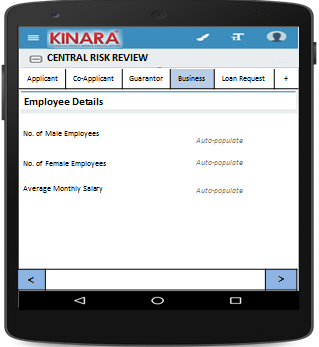 KINARA
CENTRAL RISK REVIEW
Applicant Co-Applicant Guarantor Business Loan Request +
Employee Details
No. of Male Employees Auto-populate
No. of Female Employees Auto-populate
Average Monthly Salary Auto-populate
< >